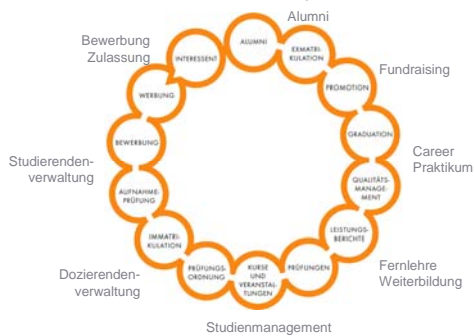 Alumni
Bewerbung
Zulassung
Fundraising
Career
Praktikum
Fernlehre
Weiterbildung
Studienmanagement
Dozierenden-
verwaltung
Studierenden-
verwaltung
INTERESSENT
ALUMNI
EXMATRI-
KULATION
PROMOTION
GRADUATION
QUALITÄTS-
MANAGE-
MENT
LEISTUNGS-
BERICHTE
PRÜFUNGEN
KURSE
UND
VERANSTAL-
TUNGEN
PRÜFUNGS-
ORDNUNG
IMMATRI-
KULATION
AUFNAHME-
PRÜFUNG
BEWERBUNG
WERBUNG